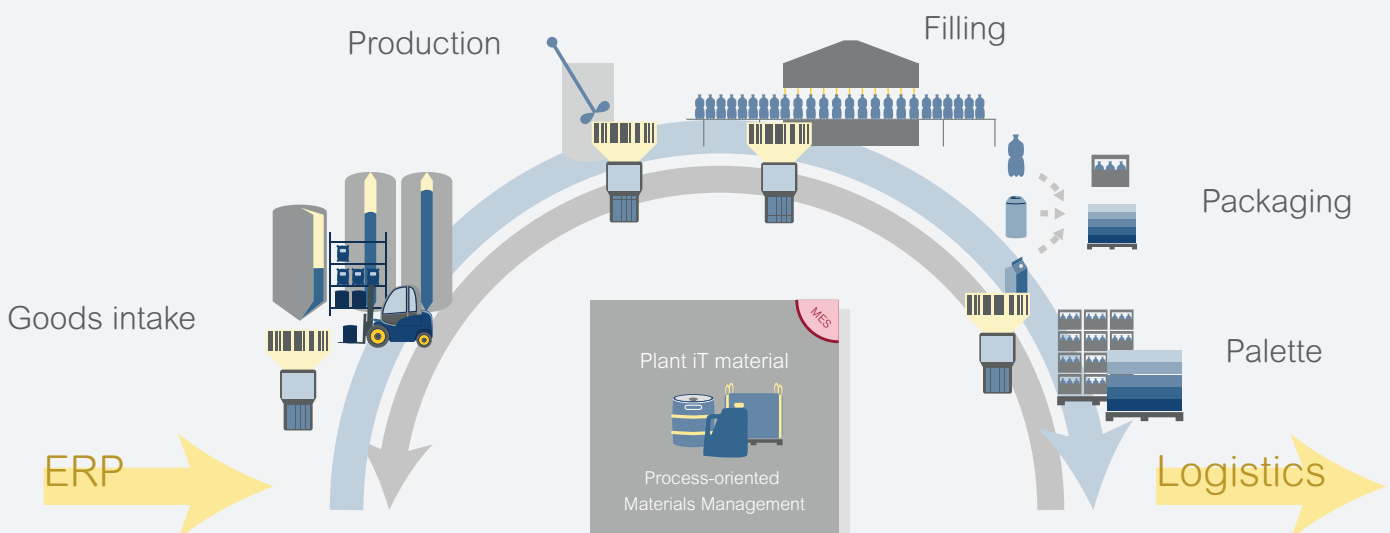 Production
Filling
Packaging
Goods intake
MES
Plant iT material
Palette
ERP
Process-oriented
Materials Management
Logistics